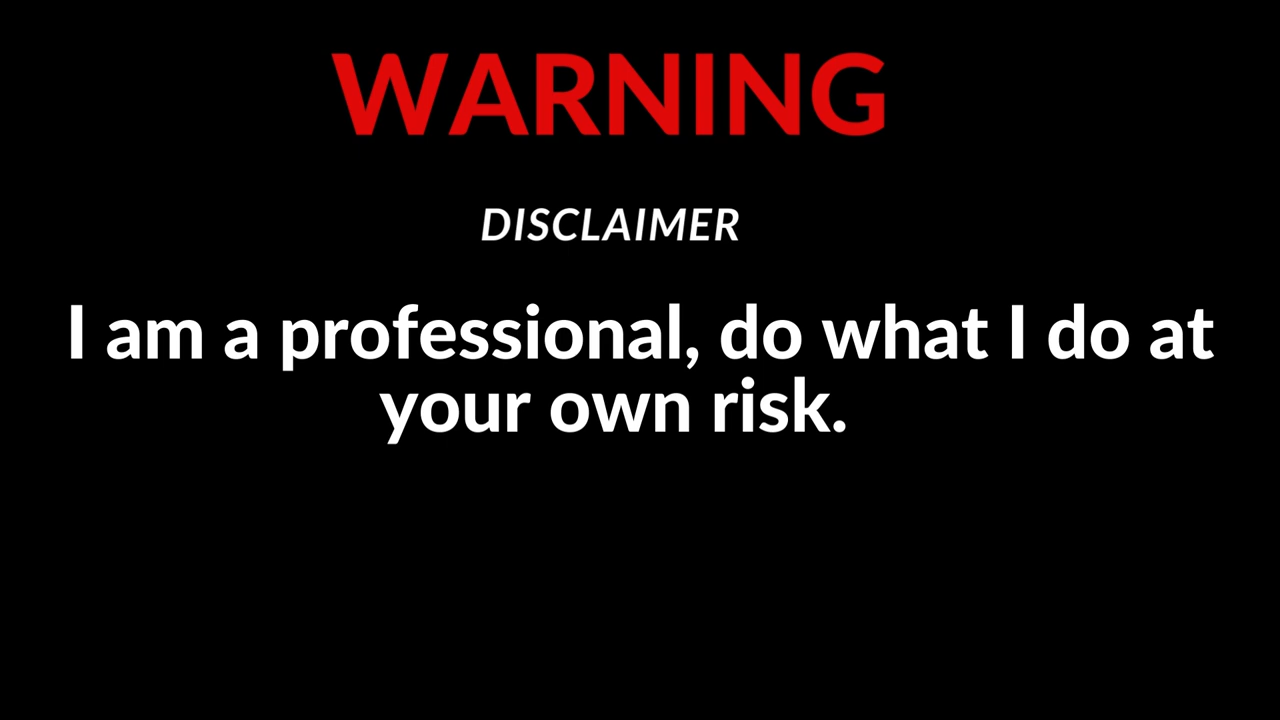 WARNING
DISCLAIMER
I am a professional, do what I do at
your own risk.